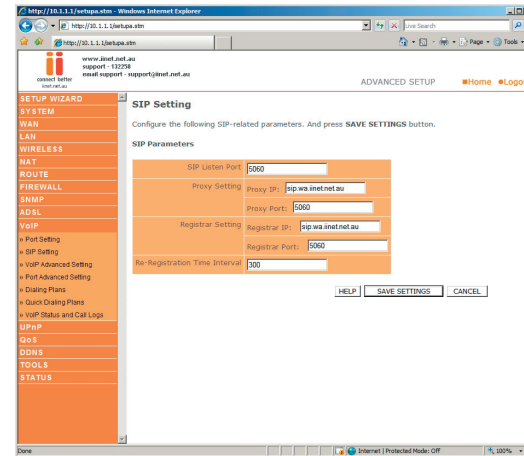 http://10.1.1.1/setupa.stm - Windows Internet Explorer
http://10.1.1.1/setupa.stm
Live Search
http://10.1.1.1/setupa.stm
Page
Tools
www.iinet.net.au
support - 132258
email support - support@iinet.net.au
connect better
iinet.net.au
ADVANCED SETUP
Home
Logo
SETUP WIZARD
SYSTEM
WAN
LAN
WIRELESS
NAT
ROUTE
FIREWALL
SNMP
ADSL
VoIP
» Port Setting
» SIP Setting
» VoIP Advanced Setting
» Port Advanced Setting
» Dialing Plans
» Quick Dialing Plans
» VoIP Status and Call Logs
UPnP
QoS
DDNS
TOOLS
STATUS
SIP Setting
Configure the following SIP-related parameters. And press SAVE SETTINGS button.
SIP Parameters
SIP Listen Port 5060
Proxy Setting Proxy IP: sip.wa.iinet.net.au
Proxy Port: 5060
Registrar Setting Registrar IP: sip.wa.iinet.net.au
Registrar Port: 5060
Re-Registration Time Interval 300
HELP SAVE SETTINGS CANCEL
Done
Internet | Protected Mode: Off
100%